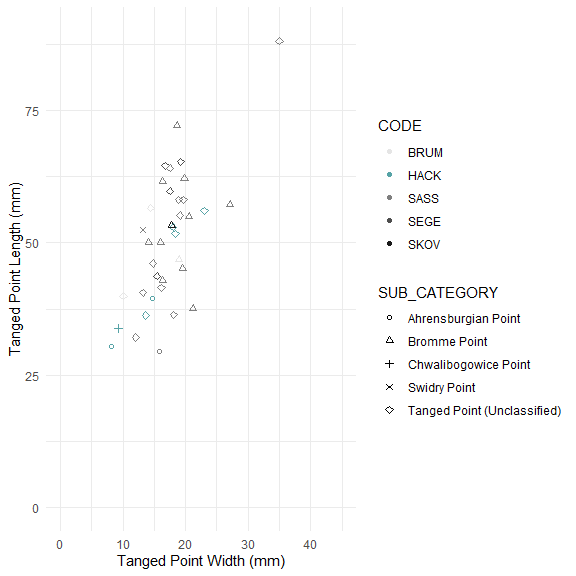 CODE
BRUM
HACK
SASS
SEGE
SKOV
SUB_CATEGORY
Ahrensburgian Point
Bromme Point
Chwalibogowice Point
Swidry Point
Tanged Point (Unclassified)
Tanged Point Length (mm)
75
50
25
0
0 10 20 30 40
Tanged Point Width (mm)